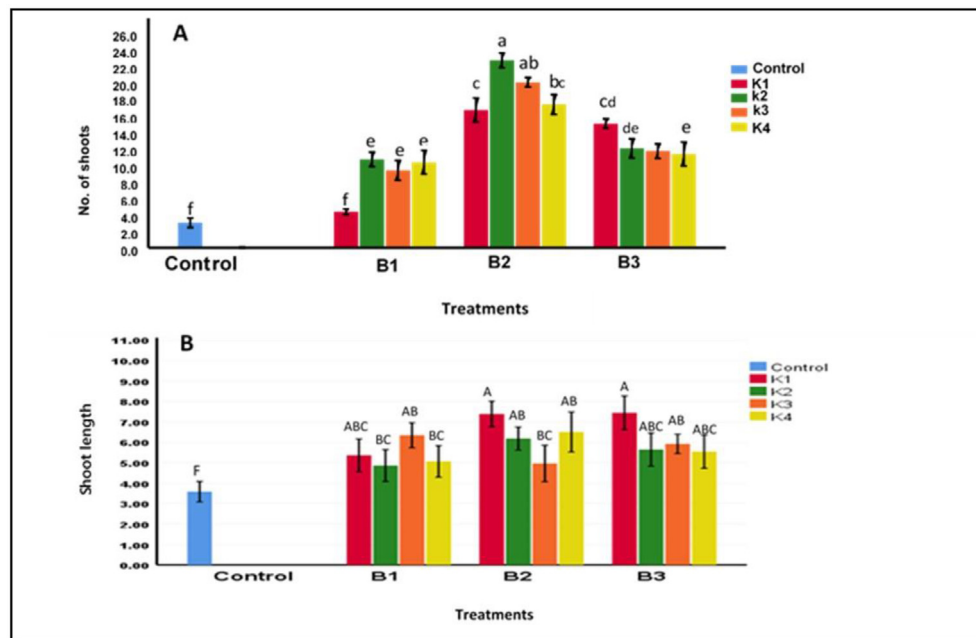 A
26.0
24.0
22.0
20.0
18.0
16.0
14.0
12.0
10.0
8.0
6.0
4.0
2.0
0.0
No. of shoots
f
f e e e
c a ab bc
cd de e
Control B1 B2 B3
Treatments
Control
K1
k2
k3
K4
B
11.00
10.00
9.00
8.00
7.00
6.00
5.00
4.00
3.00
2.00
1.00
0.00
Shoot length
F
ABC BC AB BC
A AB BC AB
A ABC AB ABC
Control B1 B2 B3
Treatments
Control
K1
K2
K3
K4